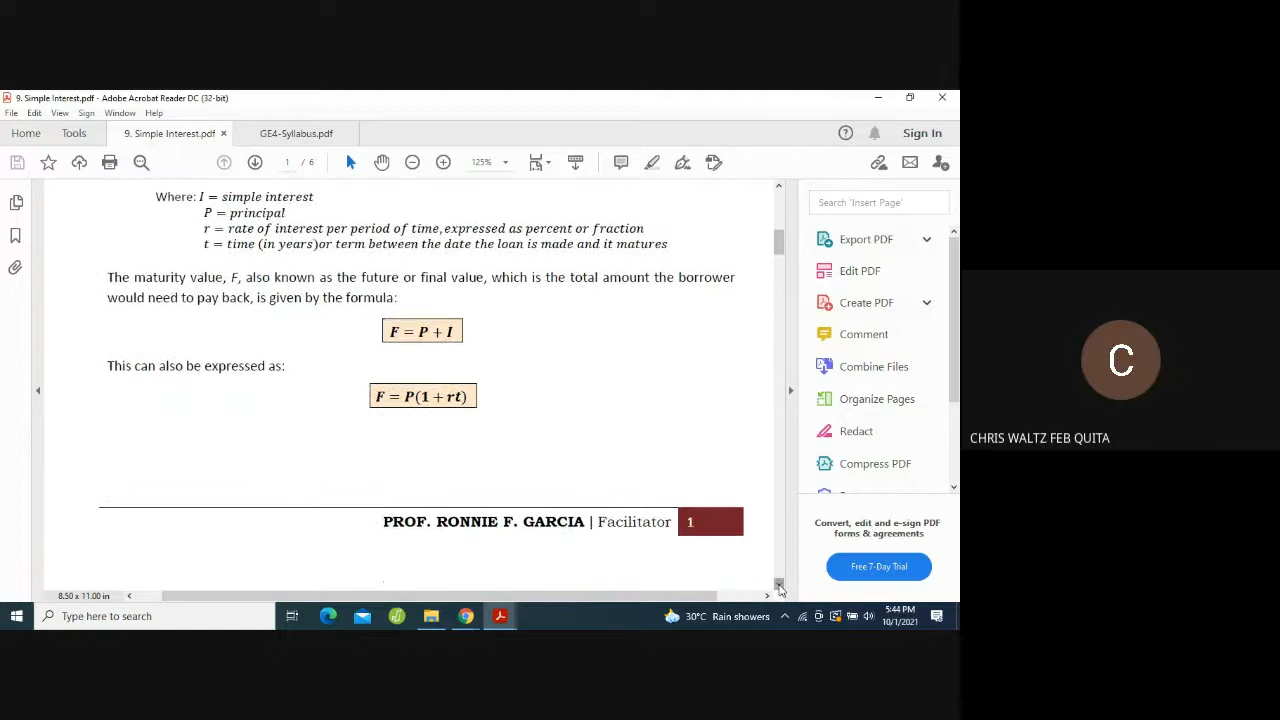 9. Simple Interest.pdf - Adobe Acrobat Reader DC (32-bit)
File Edit View Sign Window Help
Home Tools 9. Simple Interest.pdf × GE4-Syllabus.pdf Sign In
1 / 6 125%
Where: I = simple interest
P = principal
r = rate of interest per period of time, expressed as percent or fraction
t = time (in years)or term between the date the loan is made and it matures
The maturity value, F, also known as the future or final value, which is the total amount the borrower
would need to pay back, is given by the formula:
F = P + I
This can also be expressed as:
F = P(1 + rt)
PROF. RONNIE F. GARCIA | Facilitator 1
8.50 x 11.00 in
Search 'Insert Page'
Export PDF
Edit PDF
Create PDF
Comment
Combine Files
Organize Pages
Redact
Compress PDF
Convert, edit and e-sign PDF
forms & agreements
Free 7-Day Trial
Type here to search
30°C Rain showers
5:44 PM
10/1/2021
C
CHRIS WALTZ FEB QUITA